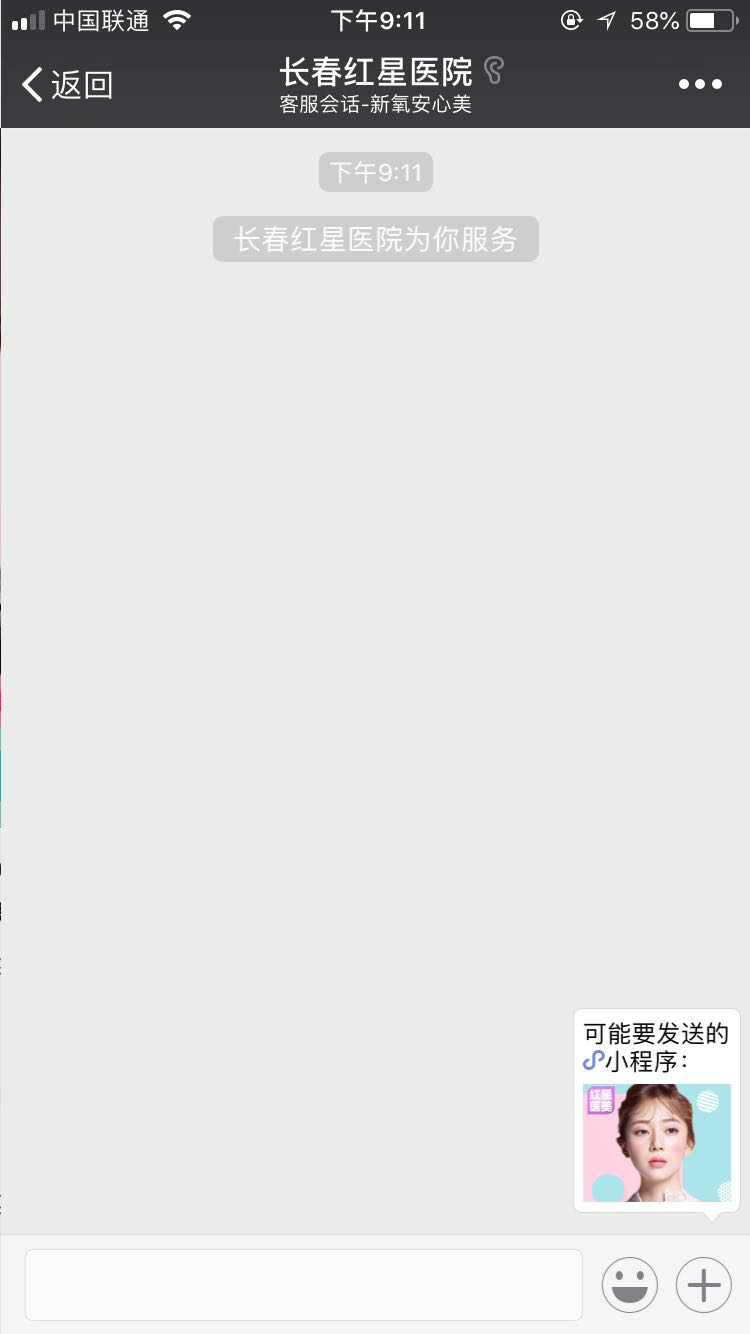 中国联通
下午9:11
58%
返回
长春红星医院
客服会话-新氧安心美
下午9:11
长春红星医院为你服务
可能要发送的
小程序：
红星
医美